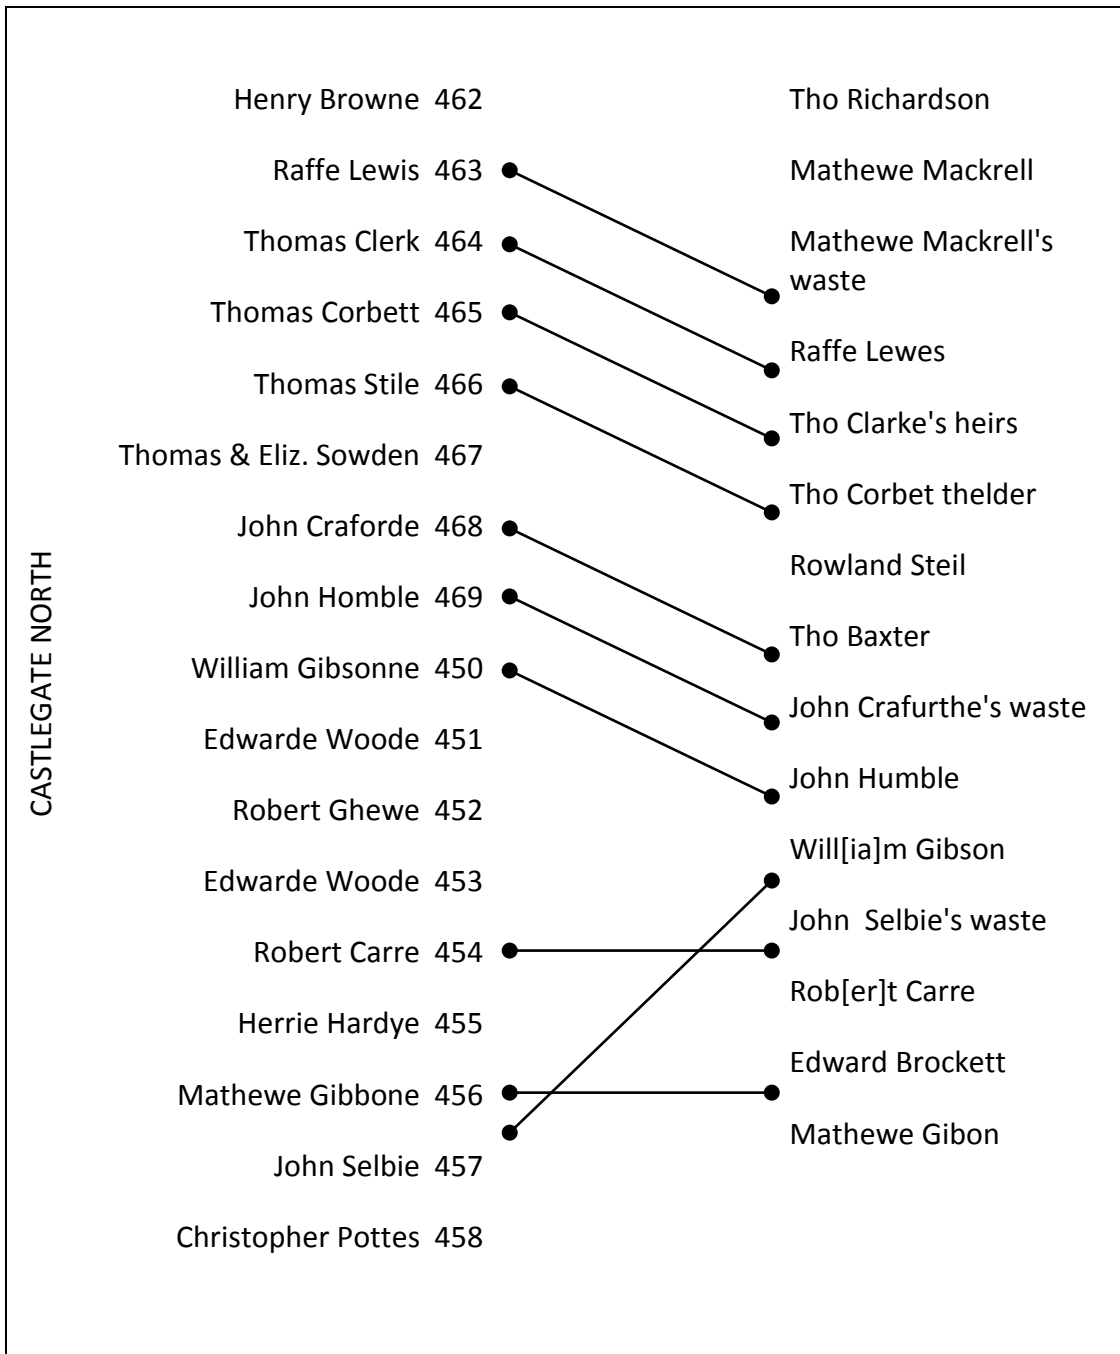 Henry Browne 462
Tho Richardson
Raffe Lewis 463
Mathewe Mackrell
Thomas Clerk 464
Mathewe Mackrell's
waste
Thomas Corbett 465
Raffe Lewes
Thomas Stile 466
Tho Clarke's heirs
Thomas & Eliz. Sowden 467
Tho Corbet thelder
John Craforde 468
Rowland Steil
John Homble 469
Tho Baxter
William Gibsonne 450
John Crafurthe's waste
Edwarde Woode 451
John Humble
Robert Ghewe 452
Will[ia]m Gibson
Edwarde Woode 453
John  Selbie's waste
Robert Carre 454
Rob[er]t Carre
Herrie Hardye 455
Edward Brockett
Mathewe Gibbone 456
Mathewe Gibon
John Selbie 457
Christopher Pottes 458
CASTLEGATE NORTH